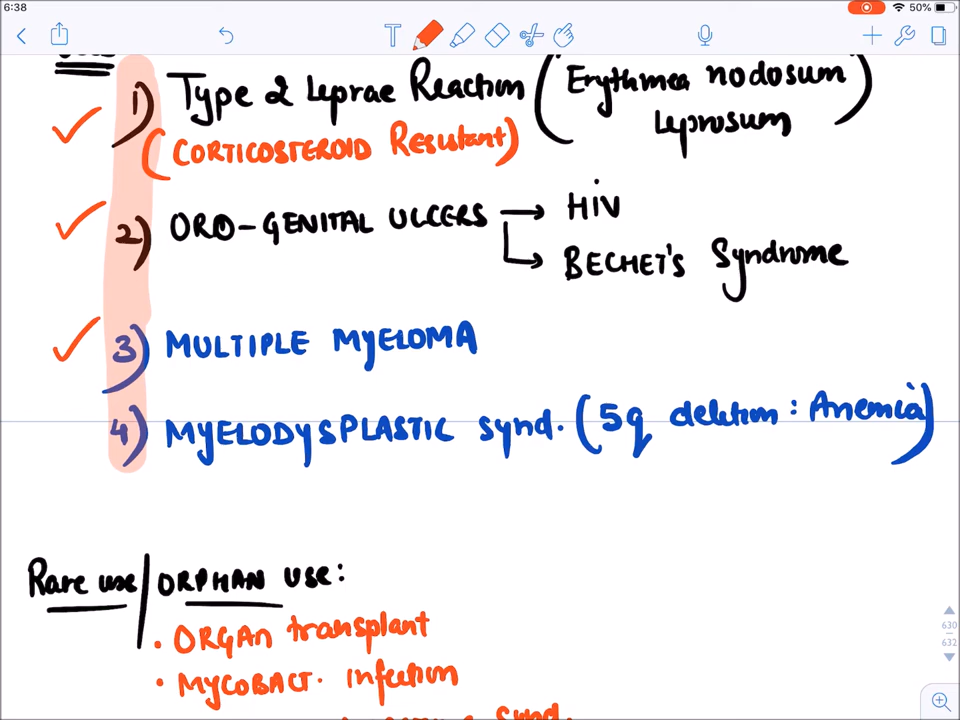 6:38
50%
1) Type 2 Leprae Reaction (Erythmea nodosum
leprosum)
(CORTICOSTEROID Resistant)
2) ORO-GENITAL ULCERS → HIV
→ BECHET'S Syndrome
3) MULTIPLE MYELOMA
4) MYELODYSPLASTIC synd. (5q deletion: Anemia)
Rare use / ORPHAN USE:
• ORGAN transplant
• MYCOBACT. infection
synd.
630
632